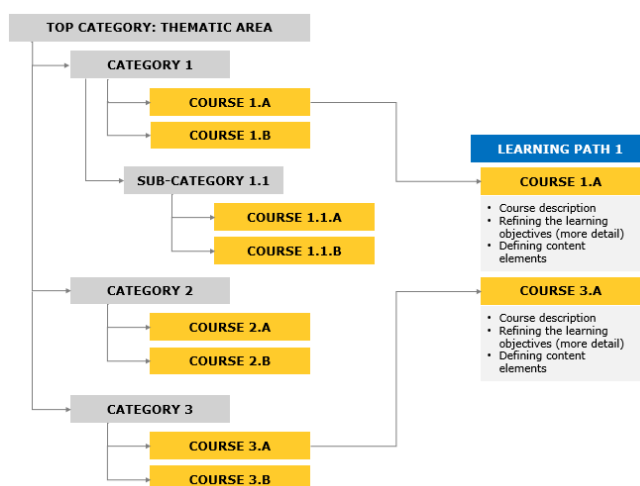 TOP CATEGORY: THEMATIC AREA
CATEGORY 1
COURSE 1.A
COURSE 1.B
SUB-CATEGORY 1.1
COURSE 1.1.A
COURSE 1.1.B
CATEGORY 2
COURSE 2.A
COURSE 2.B
CATEGORY 3
COURSE 3.A
COURSE 3.B
LEARNING PATH 1
COURSE 1.A
• Course description
• Refining the learning
objectives (more detail)
• Defining content
elements
COURSE 3.A
• Course description
• Refining the learning
objectives (more detail)
• Defining content
elements